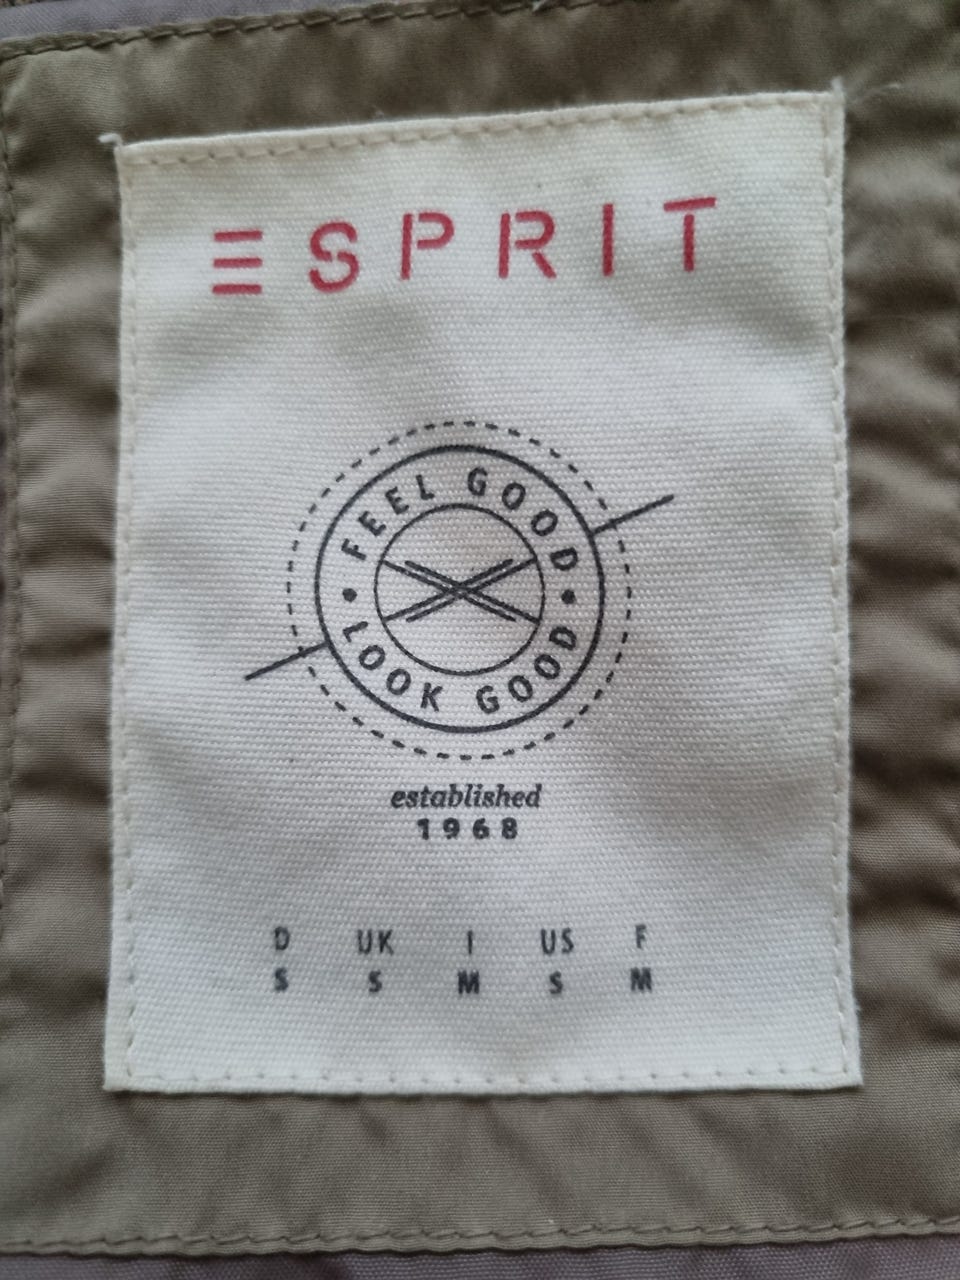 ESPRIT
FEEL GOOD
• •
LOOK GOOD
established
1968
D UK I US F
S S M S M